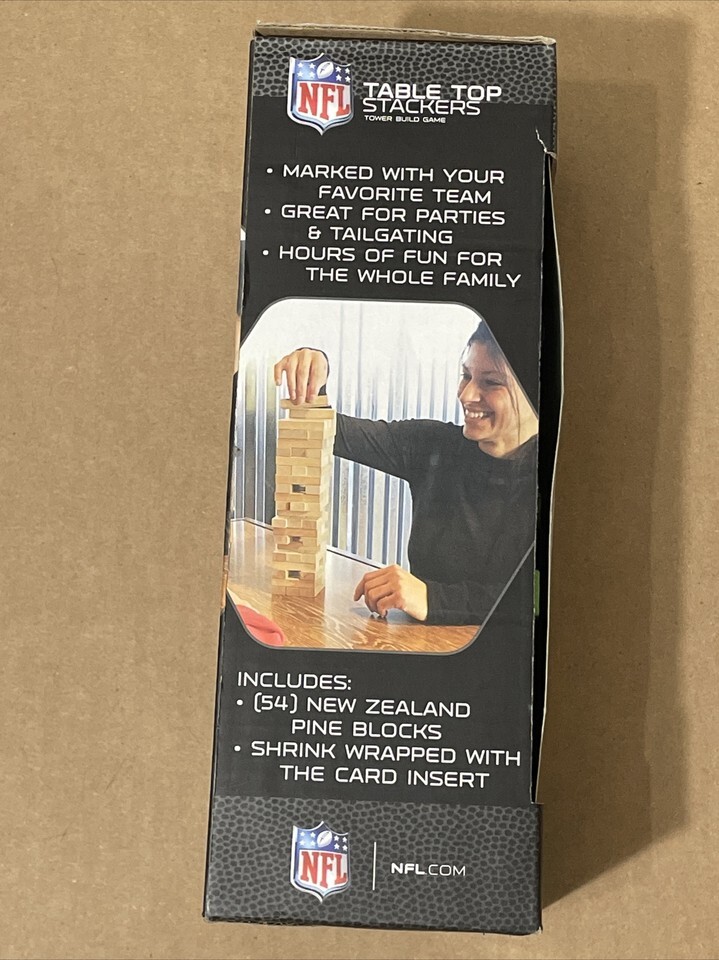 NFL
TABLE TOP
STACKERS
TOWER BUILD GAME
• MARKED WITH YOUR
FAVORITE TEAM
• GREAT FOR PARTIES
& TAILGATING
• HOURS OF FUN FOR
THE WHOLE FAMILY
INCLUDES:
• (54) NEW ZEALAND
PINE BLOCKS
• SHRINK WRAPPED WITH
THE CARD INSERT
NFL
NFL.COM